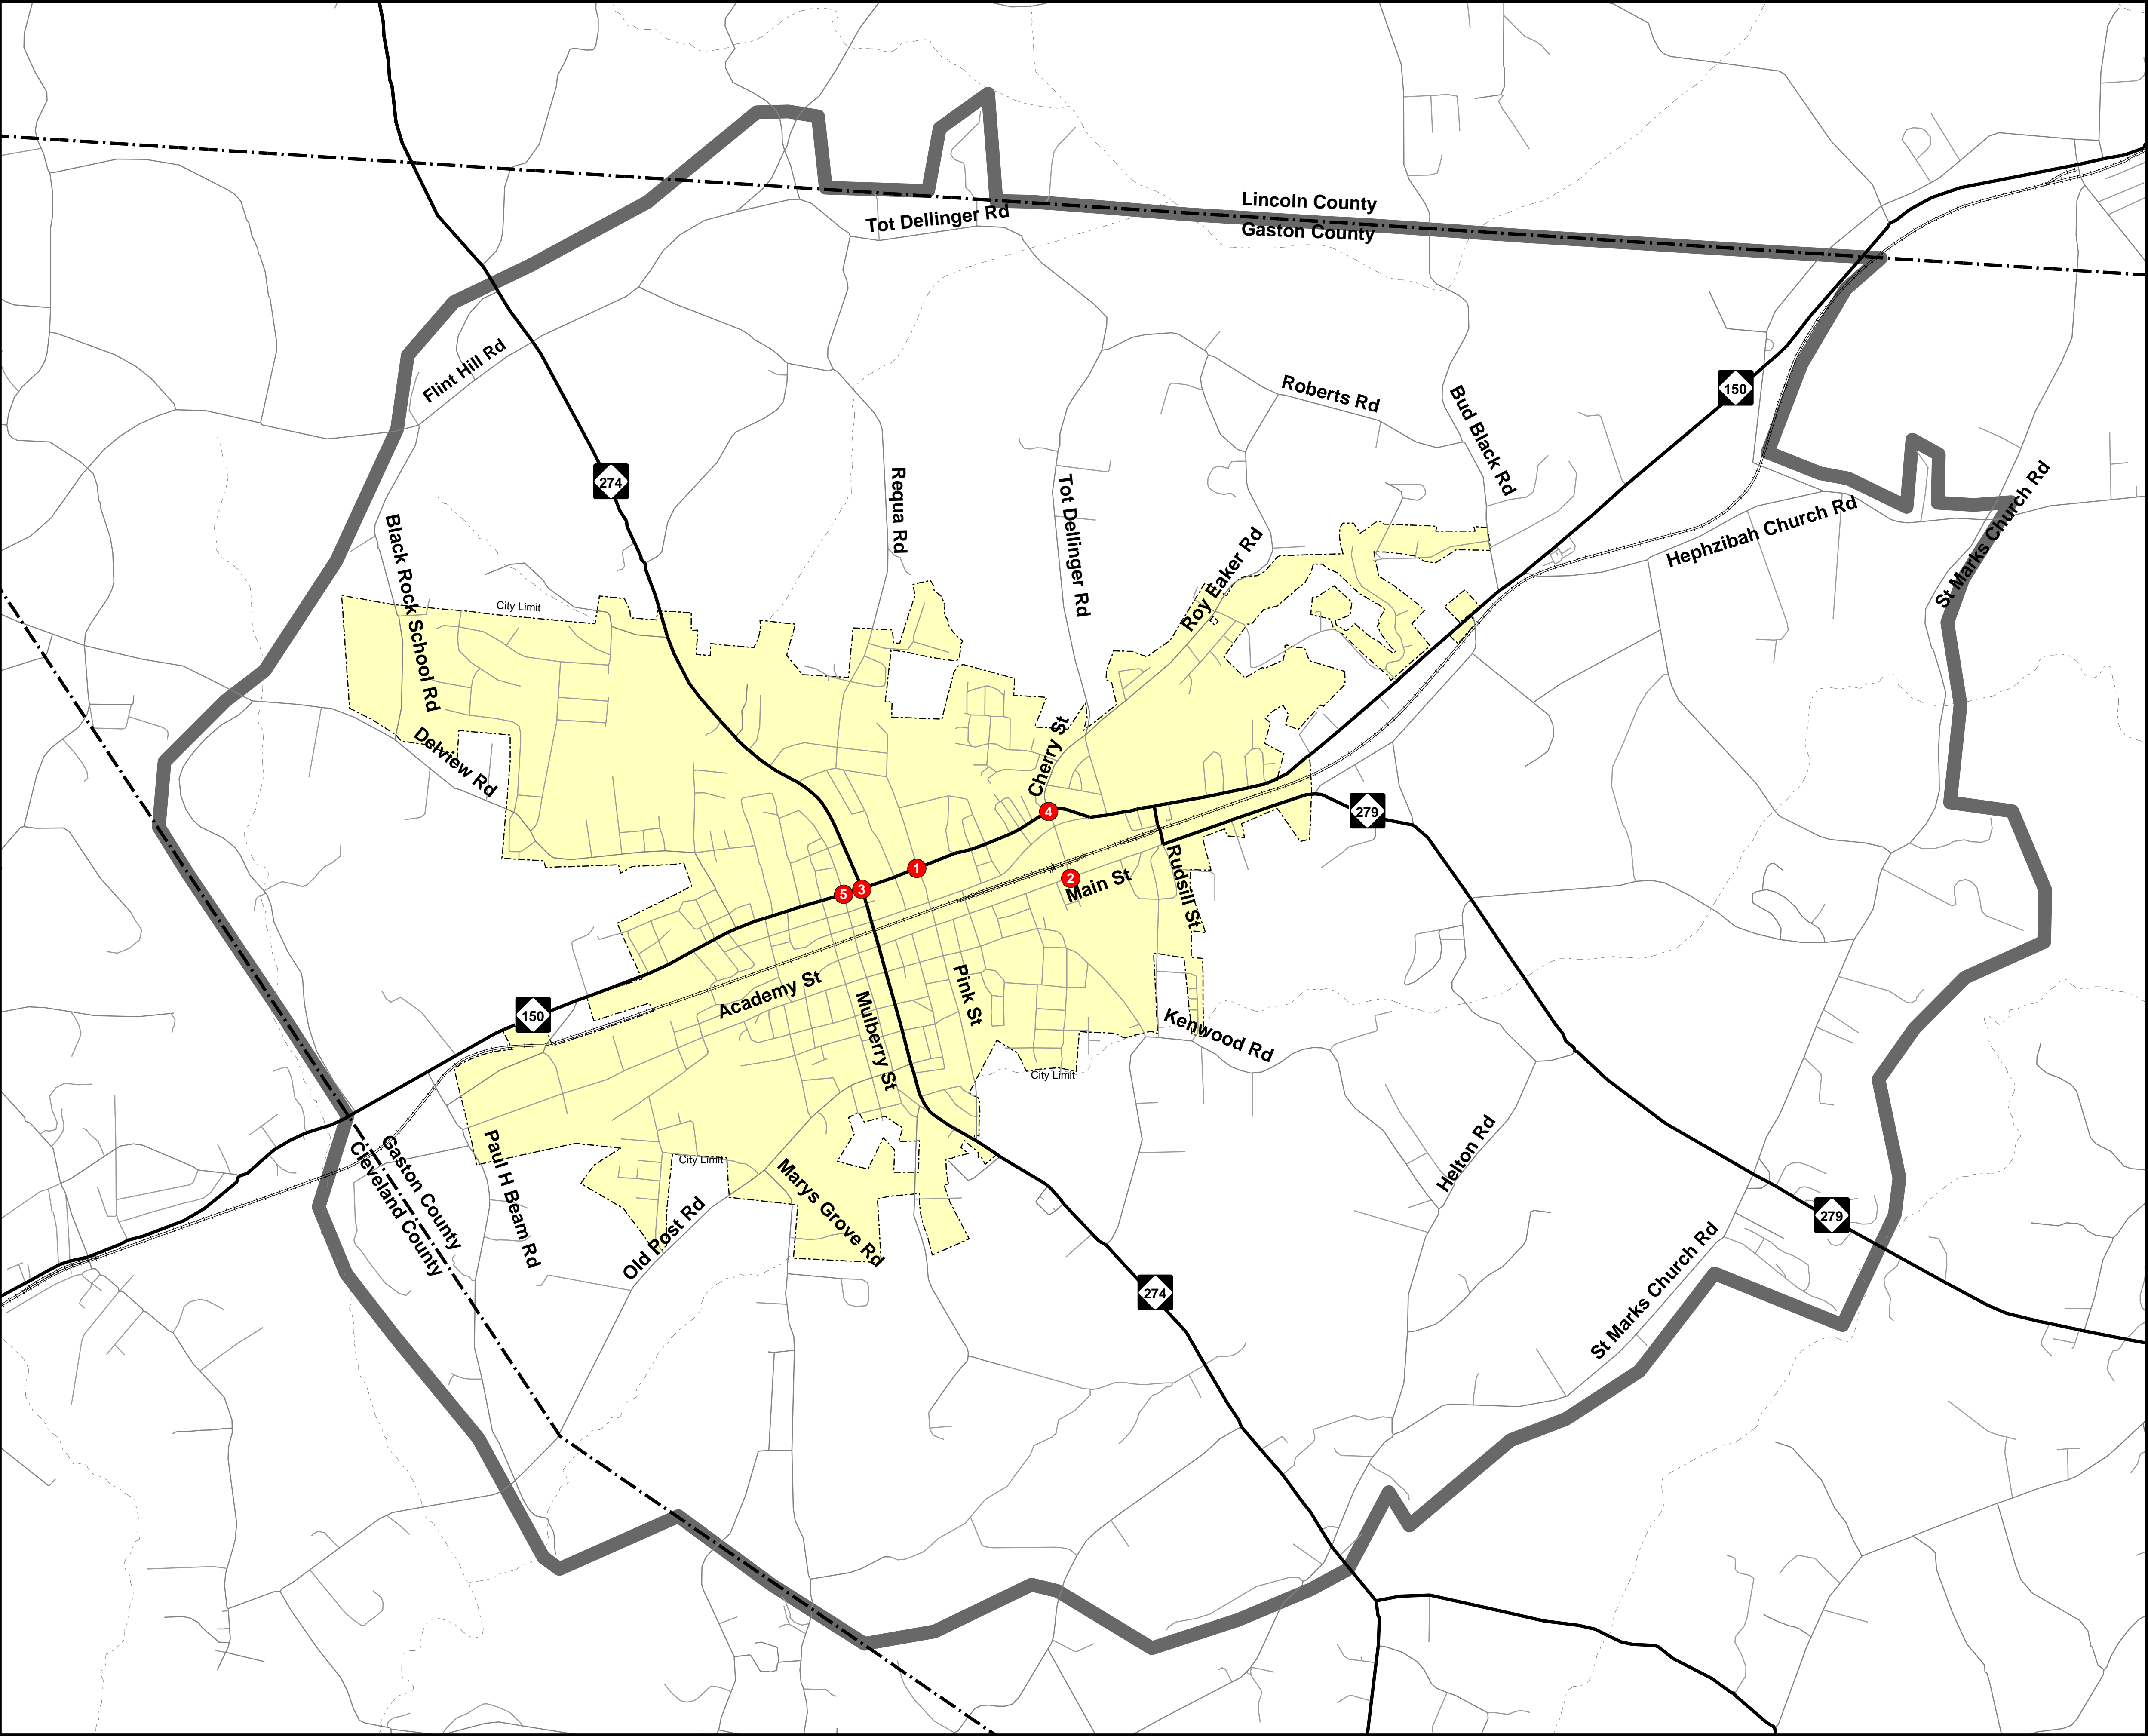 Lincoln County
Tot Dellinger Rd
Gaston County
Flint Hill Rd
Roberts Rd
150
Bud Black Rd
274
Requa Rd
Tot Dellinger Rd
Hephzibah Church Rd
St Marks Church Rd
Black Rock School Rd
Roy Eaker Rd
City Limit
Delview Rd
Cherry St
4
279
1
5
3
2
Main St
Rudsill St
Academy St
Pink St
150
Mulberry St
Kenwood Rd
City Limit
Gaston County
Cleveland County
Paul H Beam Rd
City Limit
Old Post Rd
Marys Grove Rd
Helton Rd
279
274
St Marks Church Rd